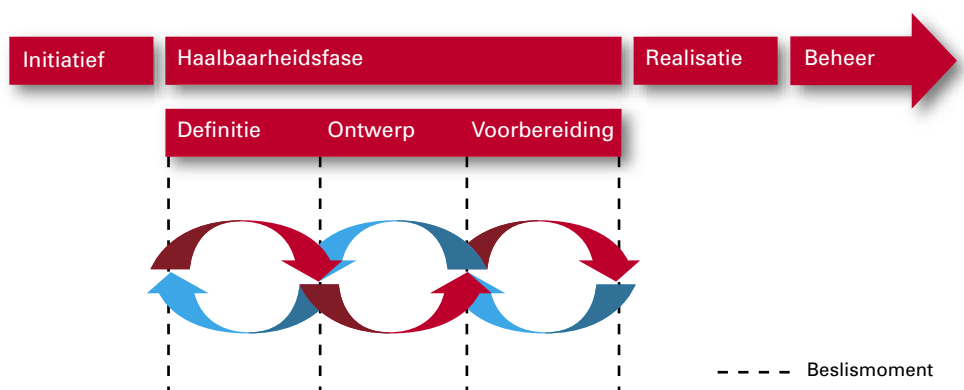 Initiatief
Haalbaarheidsfase
Realisatie
Beheer
Definitie
Ontwerp
Voorbereiding
Beslismoment